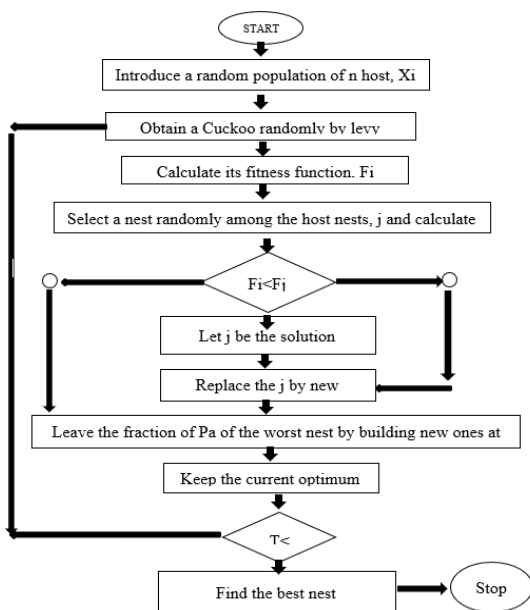 START
Introduce a random population of n host, Xi
Obtain a Cuckoo randomly by levy
Calculate its fitness function. Fi
Select a nest randomly among the host nests, j and calculate
Fi<Fj
Let j be the solution
Replace the j by new
Leave the fraction of Pa of the worst nest by building new ones at
Keep the current optimum
T<
Find the best nest
Stop